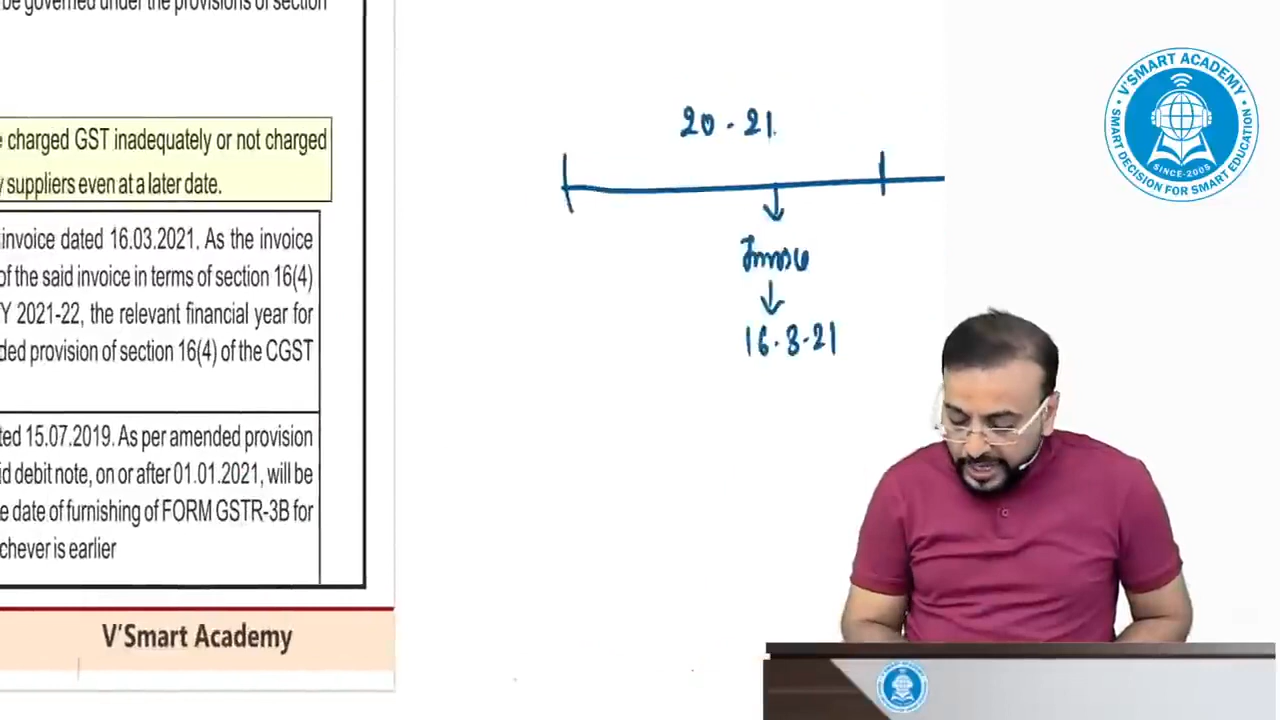 be governed under the provisions of section
charged GST inadequately or not charged
suppliers even at a later date.
invoice dated 16.03.2021. As the invoice
of the said invoice in terms of section 16(4)
Y 2021-22, the relevant financial year for
ded provision of section 16(4) of the CGST
ted 15.07.2019. As per amended provision
id debit note, on or after 01.01.2021, will be
e date of furnishing of FORM GSTR-3B for
chever is earlier
V'Smart Academy
20-21
Invoice
16.3.21
V'SMART ACADEMY
SINCE-2005
SMART DECISION FOR SMART EDUCATION